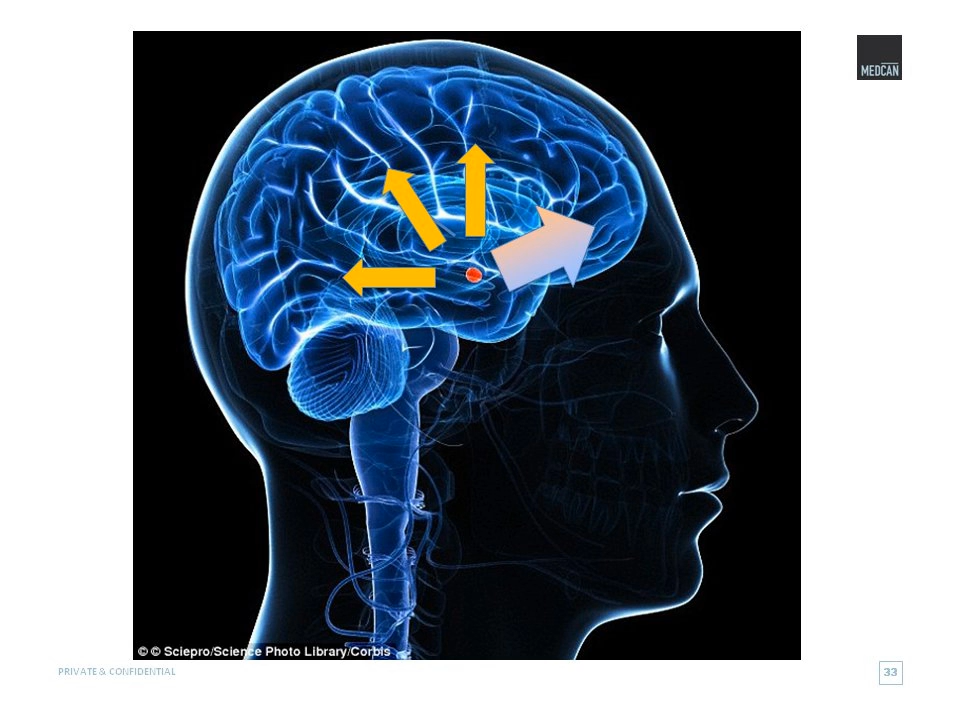 MEDCAN
© © Sciepro/Science Photo Library/Corbis
PRIVATE & CONFIDENTIAL
33